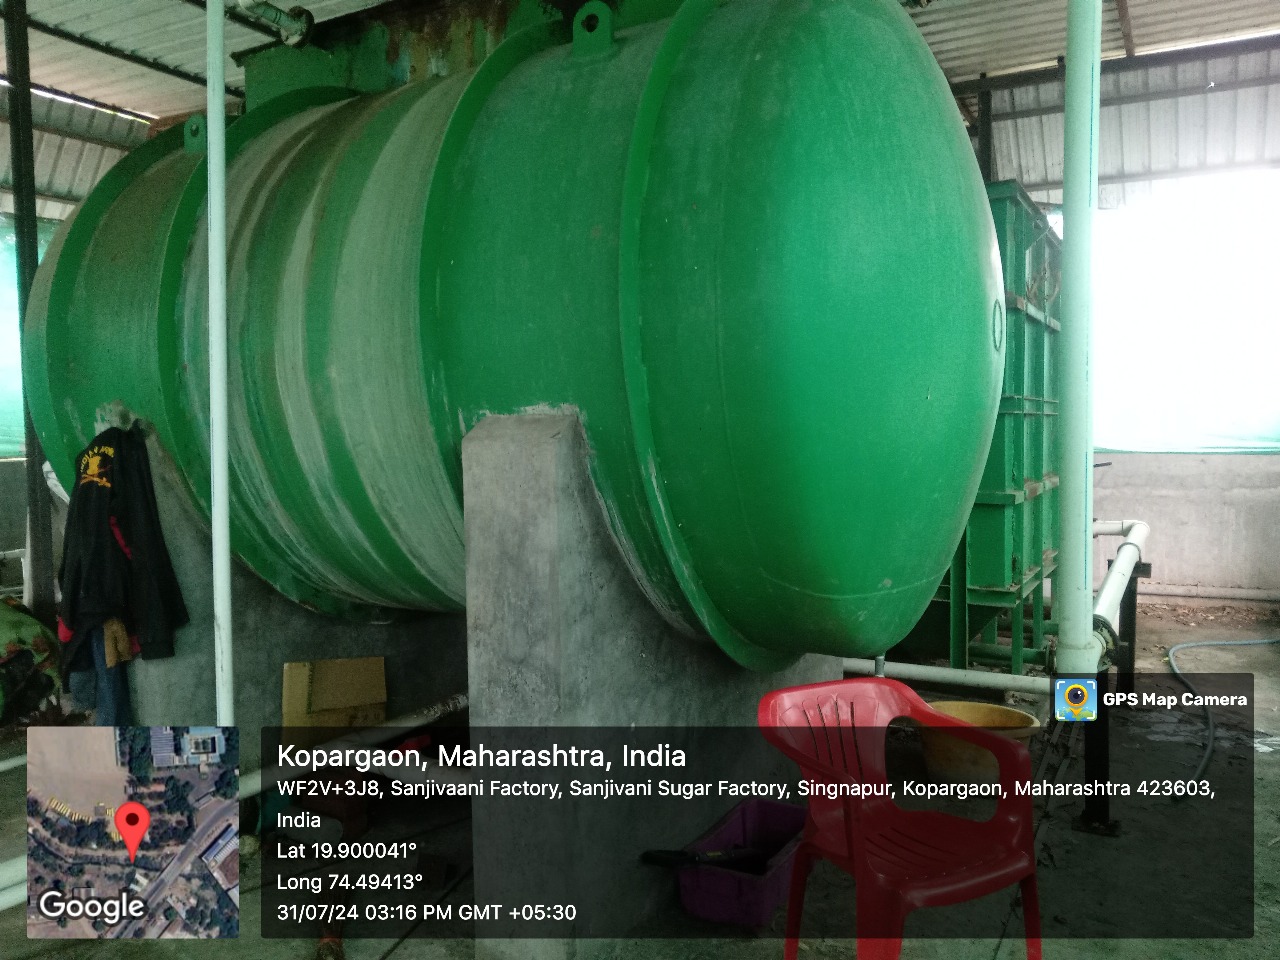 GPS Map Camera
Kopargaon, Maharashtra, India
WF2V+3J8, Sanjivaani Factory, Sanjivani Sugar Factory, Singnapur, Kopargaon, Maharashtra 423603,
India
Lat 19.900041°
Long 74.49413°
31/07/24 03:16 PM GMT +05:30
Google